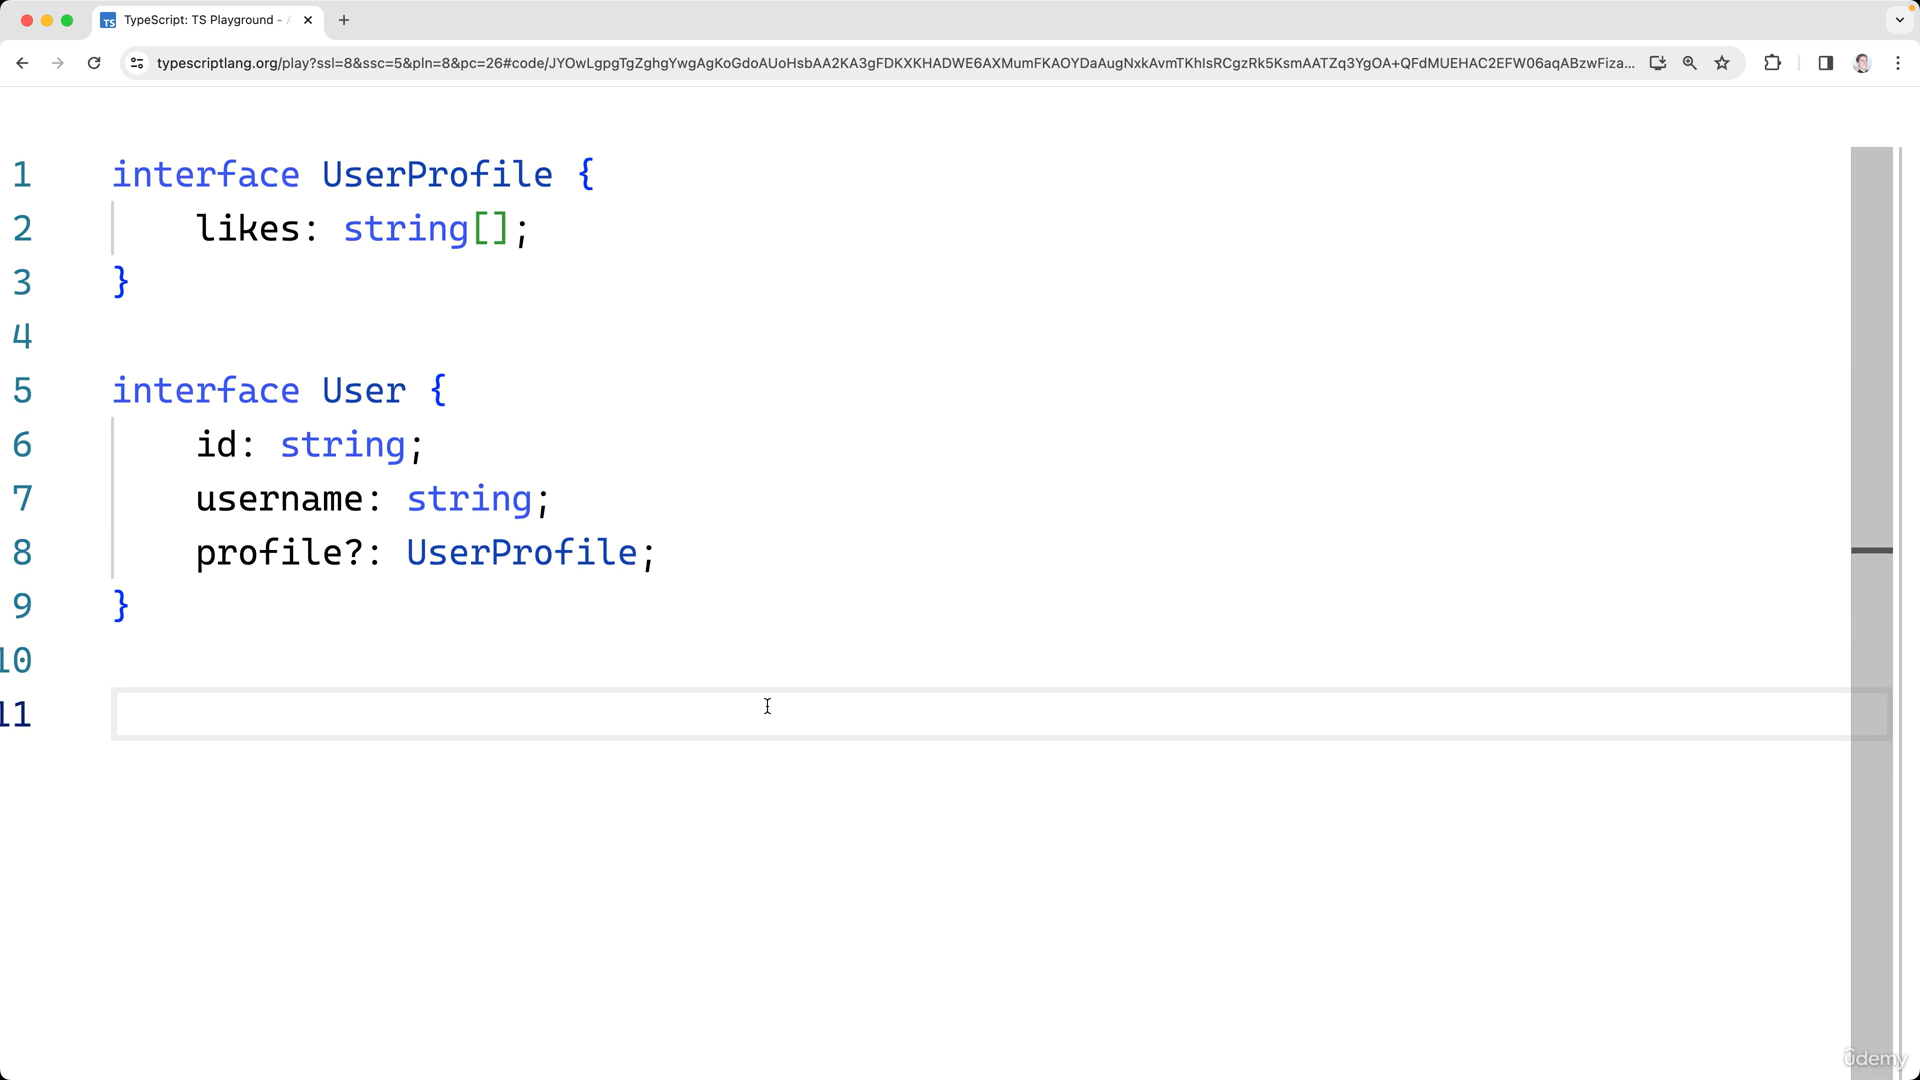 TypeScript: TS Playground -
typescriptlang.org/play?ssl=8&ssc=5&pln=8&pc=26#code/JYOwLgpgTgZghgYwgAgKoGdoAUoHsbAA2KA3gFDKXKHADWE6AXMumFKAOYDaAugNxkAvmTKhIsRCgzRk5KsmAATZq3YgOA+QFdMUEHAC2EFW06aqABzwFiza...
1 interface UserProfile {
2 likes: string[];
3 }
4
5 interface User {
6 id: string;
7 username: string;
8 profile?: UserProfile;
9 }
10
11
ûdemy